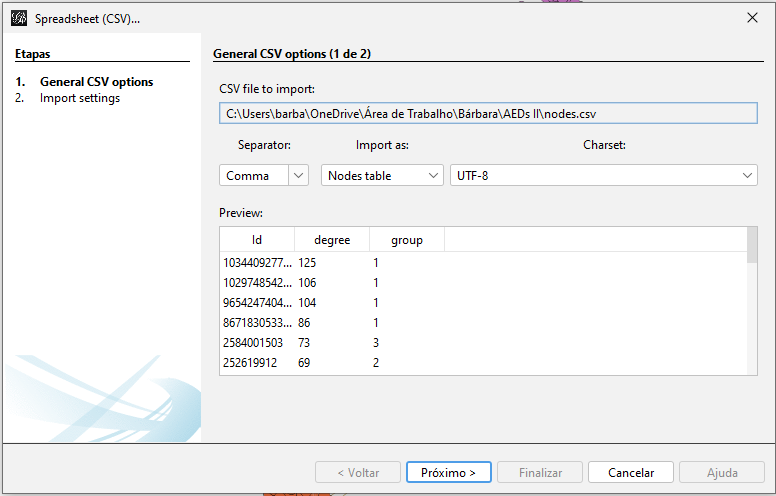 Spreadsheet (CSV)...
Etapas
1. General CSV options
2. Import settings
General CSV options (1 de 2)
CSV file to import:
C:\Users\barba\OneDrive\Área de Trabalho\Bárbara\AEDs II\nodes.csv
Separator: Import as: Charset:
Comma Nodes table UTF-8
Preview:
Id degree group
1034409277... 125 1
1029748542... 106 1
9654247404... 104 1
8671830533... 86 1
2584001503 73 3
252619912 69 2
< Voltar Próximo > Finalizar Cancelar Ajuda